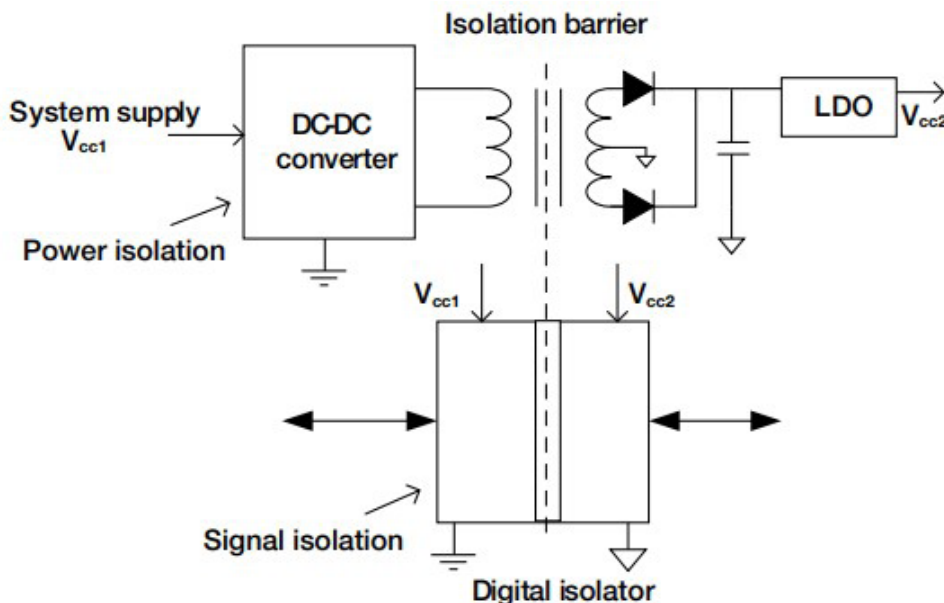 Isolation barrier
System supply
Vcc1
DC-DC
converter
LDO
Vcc2
Power isolation
Vcc1
Vcc2
Signal isolation
Digital isolator